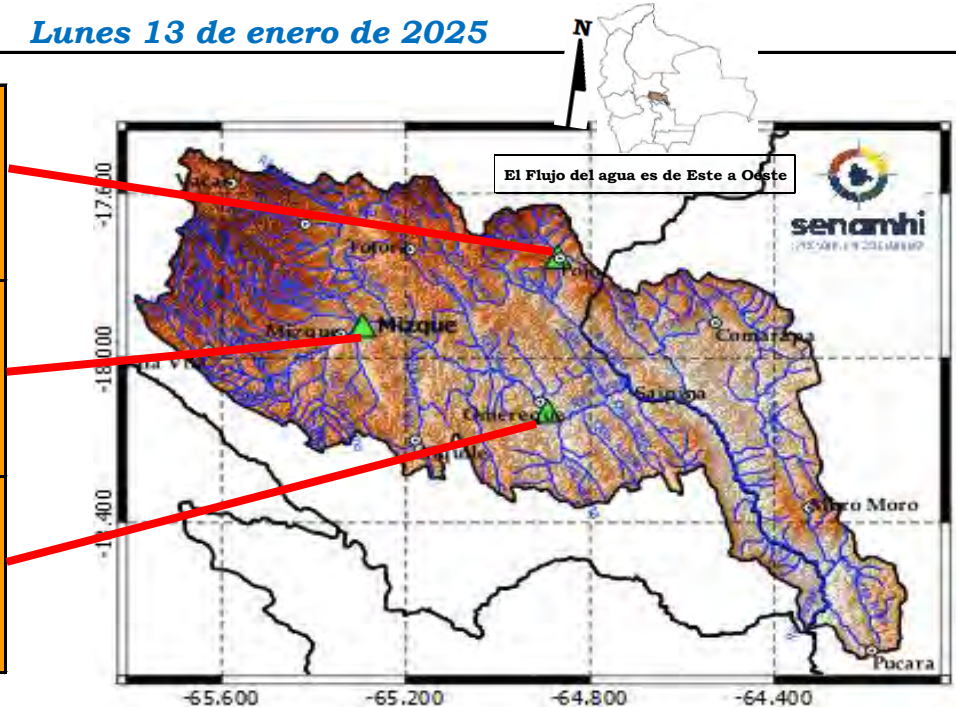 Lunes 13 de enero de 2025
N
El Flujo del agua es de Este a Oeste
senamhi
Vacas
Totora
Pojo
Mizque
Mizque
Comarapa
Saipina
Omereque
Aiquile
Moro Moro
Pucara
-17.600
-18.000
-18.400
-65.600
-65.200
-64.800
-64.400